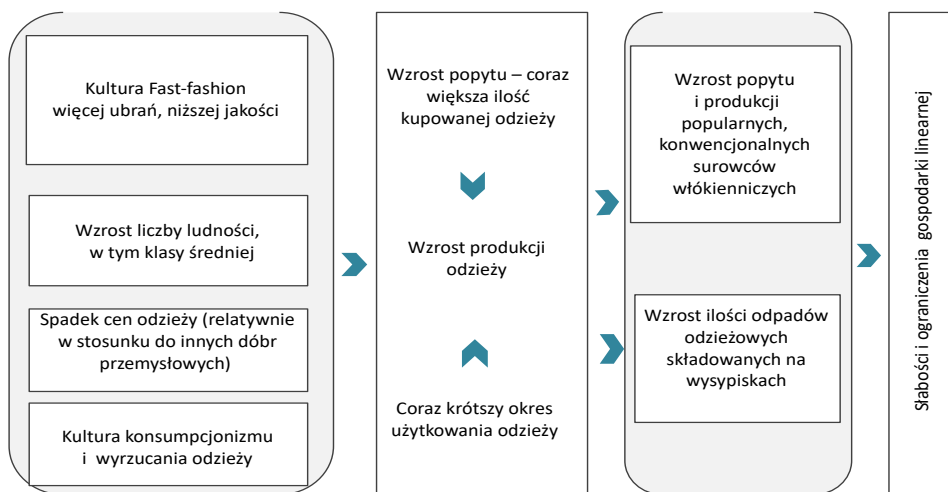 Kultura Fast-fashion
więcej ubrań, niższej jakości
Wzrost liczby ludności,
w tym klasy średniej
Spadek cen odzieży (relatywnie
w stosunku do innych dóbr
przemysłowych)
Kultura konsumpcjonizmu
i wyrzucania odzieży
Wzrost popytu – coraz
większa ilość
kupowanej odzieży
Wzrost produkcji
odzieży
Coraz krótszy okres
użytkowania odzieży
Wzrost popytu
i produkcji
popularnych,
konwencjonalnych
surowców
włókienniczych
Wzrost ilości odpadów
odzieżowych
składowanych na
wysypiskach
Słabości i ograniczenia gospodarki linearnej